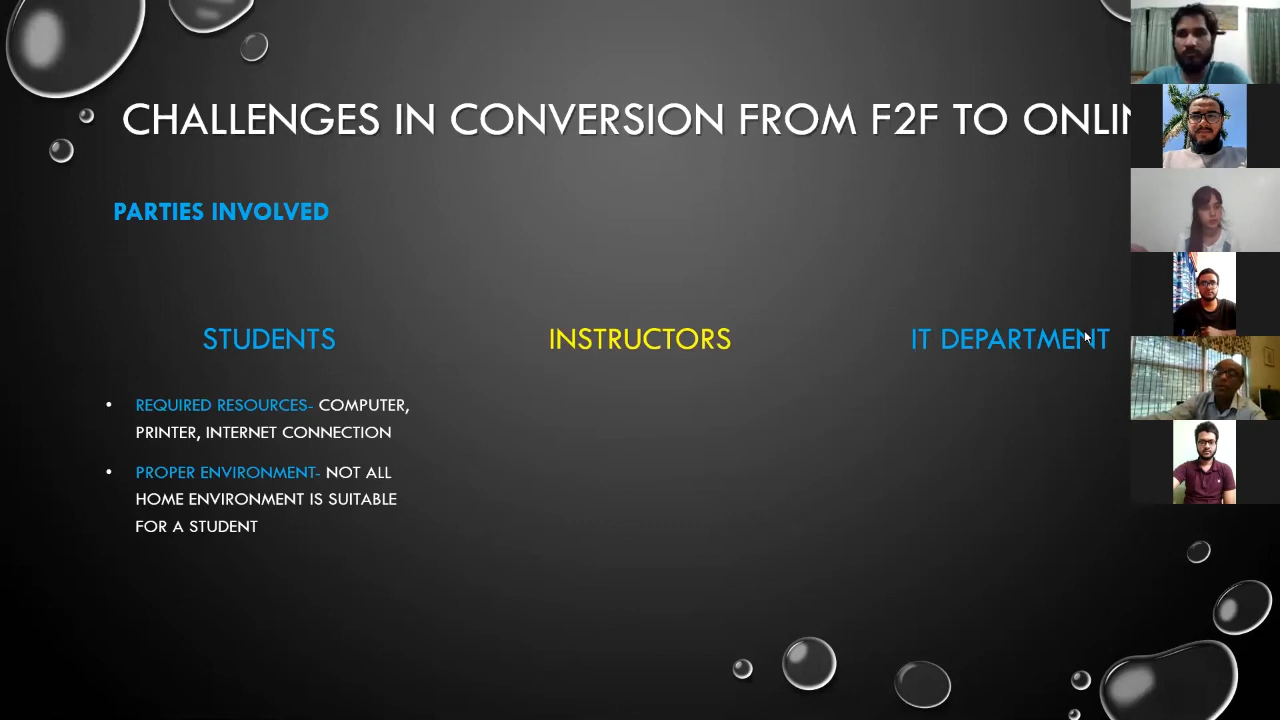 CHALLENGES IN CONVERSION FROM F2F TO
PARTIES INVOLVED
STUDENTS
INSTRUCTORS
IT DEPARTMENT
• REQUIRED RESOURCES- COMPUTER,
PRINTER, INTERNET CONNECTION
• PROPER ENVIRONMENT- NOT ALL
HOME ENVIRONMENT IS SUITABLE
FOR A STUDENT